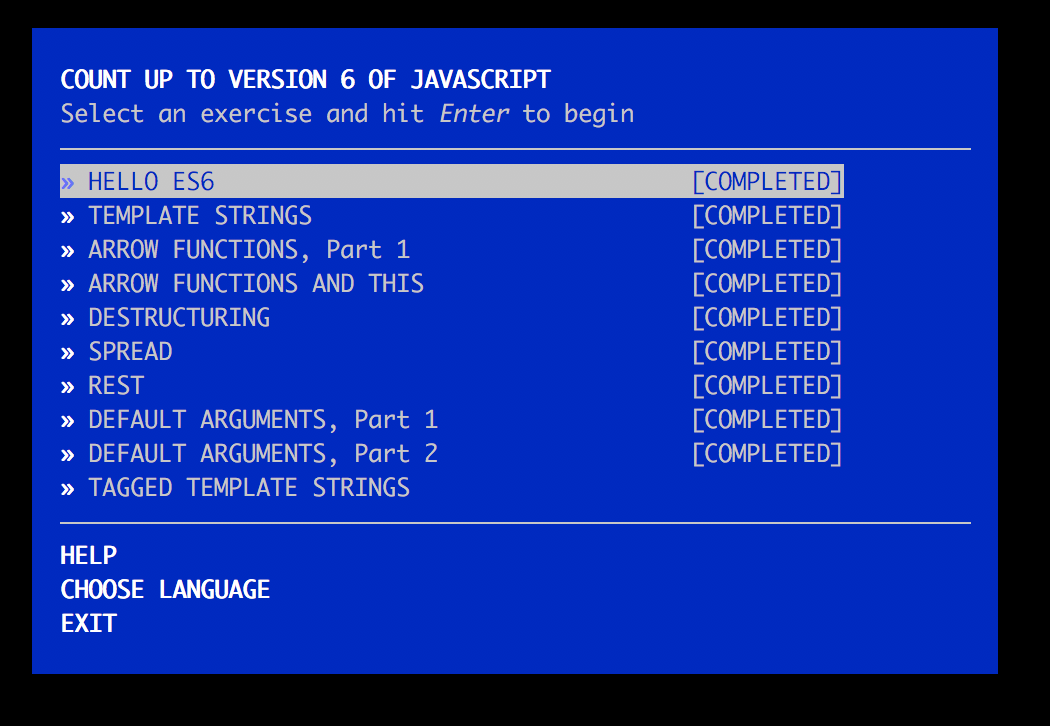 COUNT UP TO VERSION 6 OF JAVASCRIPT
Select an exercise and hit Enter to begin
» HELLO ES6 [COMPLETED]
» TEMPLATE STRINGS [COMPLETED]
» ARROW FUNCTIONS, Part 1 [COMPLETED]
» ARROW FUNCTIONS AND THIS [COMPLETED]
» DESTRUCTURING [COMPLETED]
» SPREAD [COMPLETED]
» REST [COMPLETED]
» DEFAULT ARGUMENTS, Part 1 [COMPLETED]
» DEFAULT ARGUMENTS, Part 2 [COMPLETED]
» TAGGED TEMPLATE STRINGS
HELP
CHOOSE LANGUAGE
EXIT